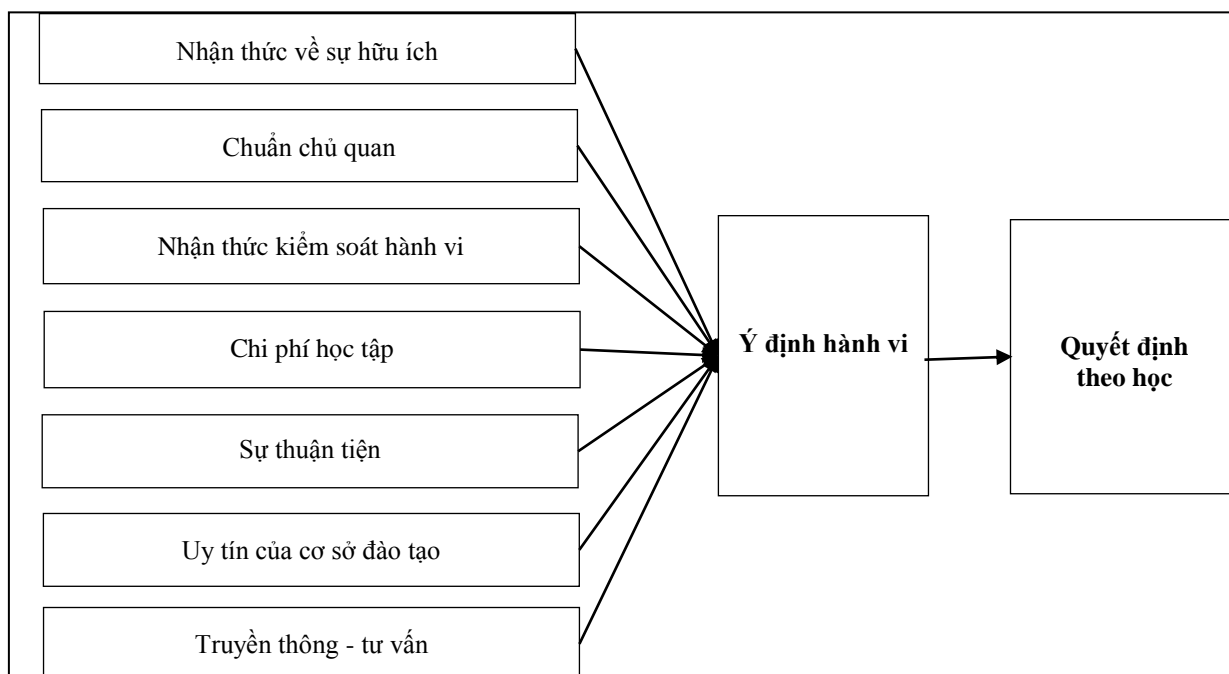 Nhận thức về sự hữu ích
Chuẩn chủ quan
Nhận thức kiểm soát hành vi
Chi phí học tập
Sự thuận tiện
Uy tín của cơ sở đào tạo
Truyền thông - tư vấn
Ý định hành vi
Quyết định
theo học